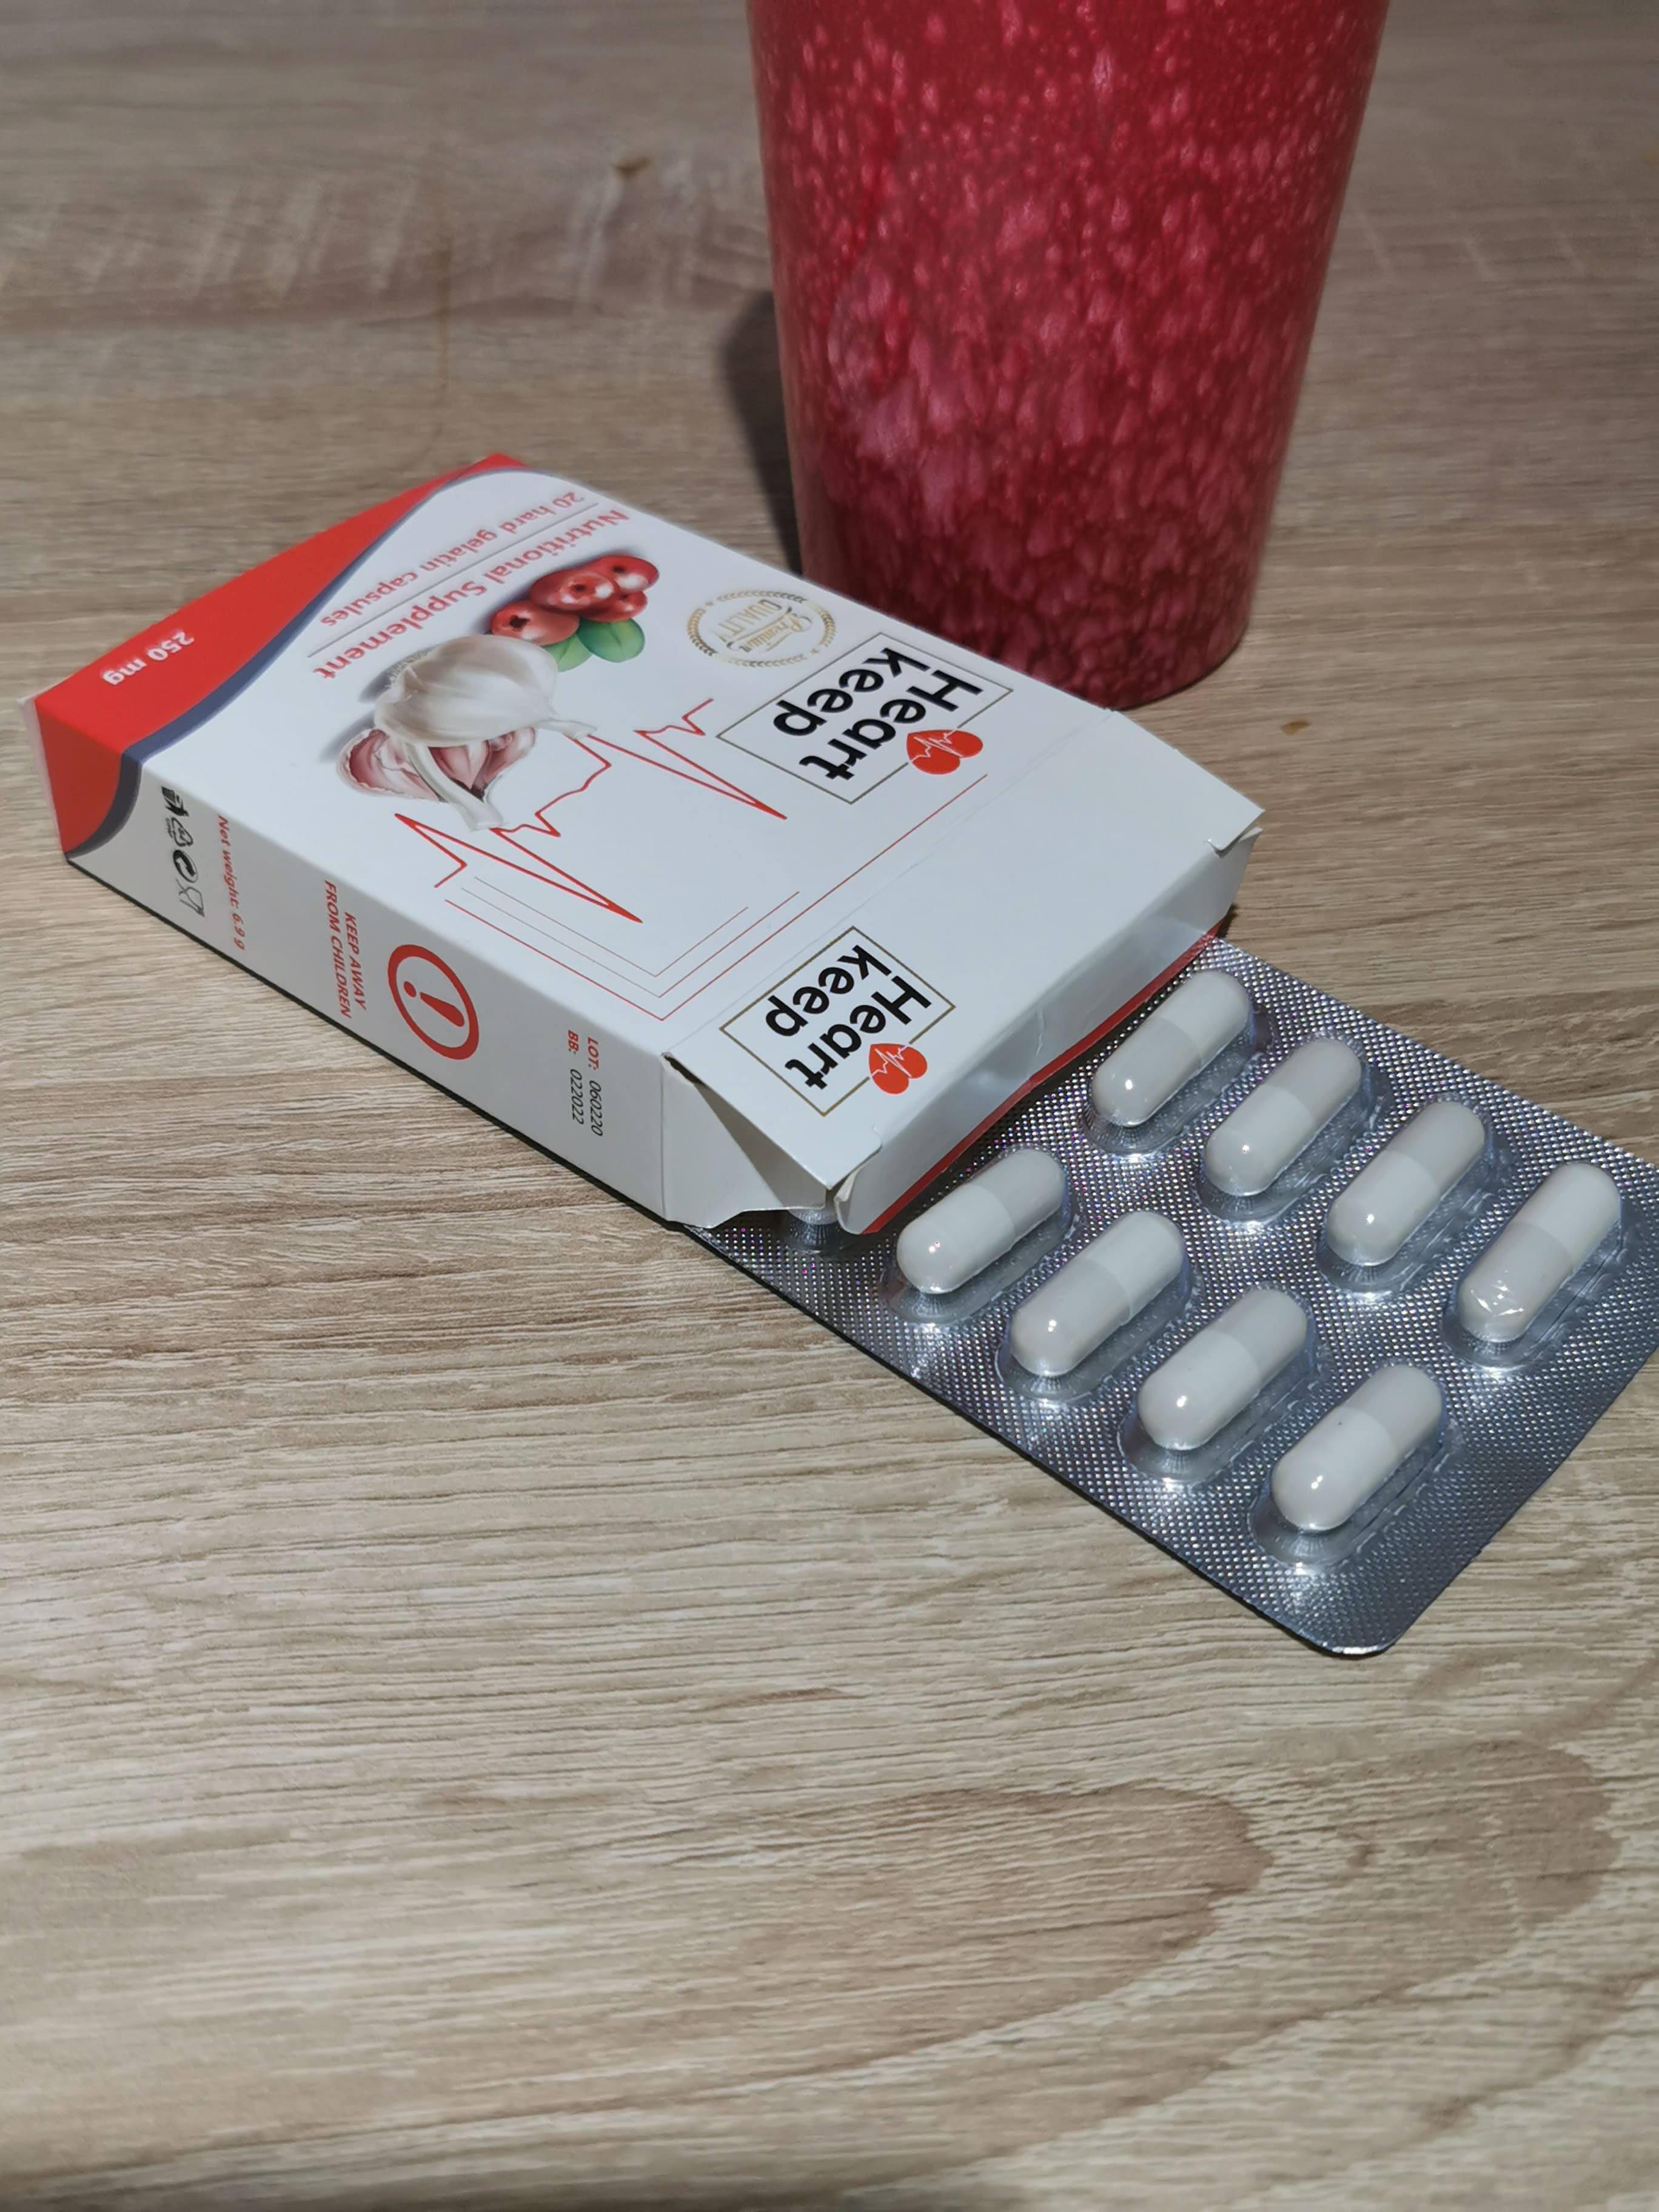 Heart
keep
Premium
QUALITY
Nutritional Supplement
20 hard gelatin capsules
250 mg
Heart
keep
LOT: 060220
BB: 022022
KEEP AWAY
FROM CHILDREN
Net weight: 6.9 g